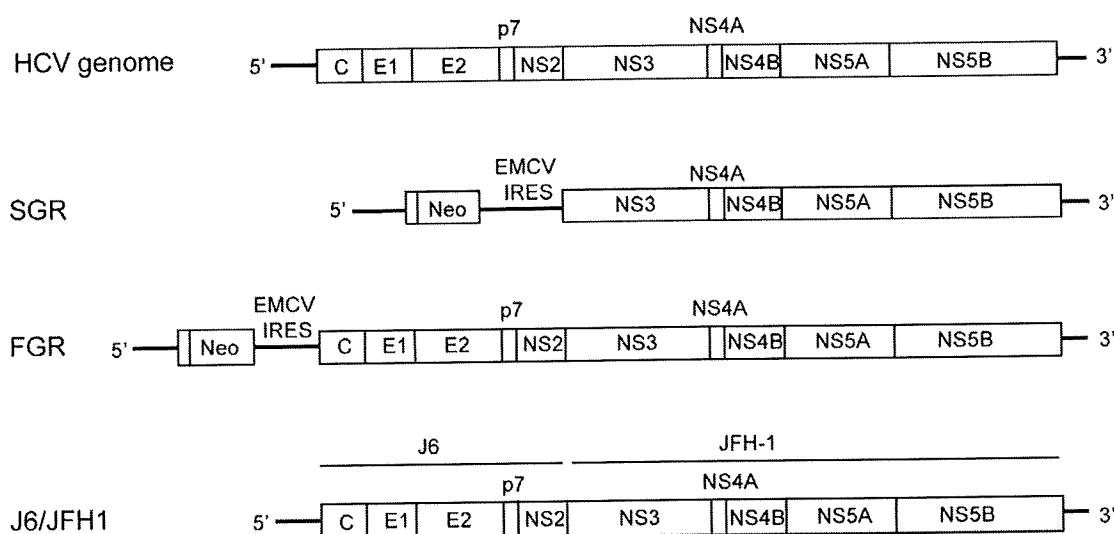 p7 NS4A
HCV genome 5' C E1 E2 NS2 NS3 NS4B NS5A NS5B 3'
EMCV NS4A
IRES
SGR 5' Neo NS3 NS4B NS5A NS5B 3'
EMCV p7 NS4A
IRES
FGR 5' Neo C E1 E2 NS2 NS3 NS4B NS5A NS5B 3'
J6 JFH-1
p7 NS4A
J6/JFH1 5' C E1 E2 NS2 NS3 NS4B NS5A NS5B 3'